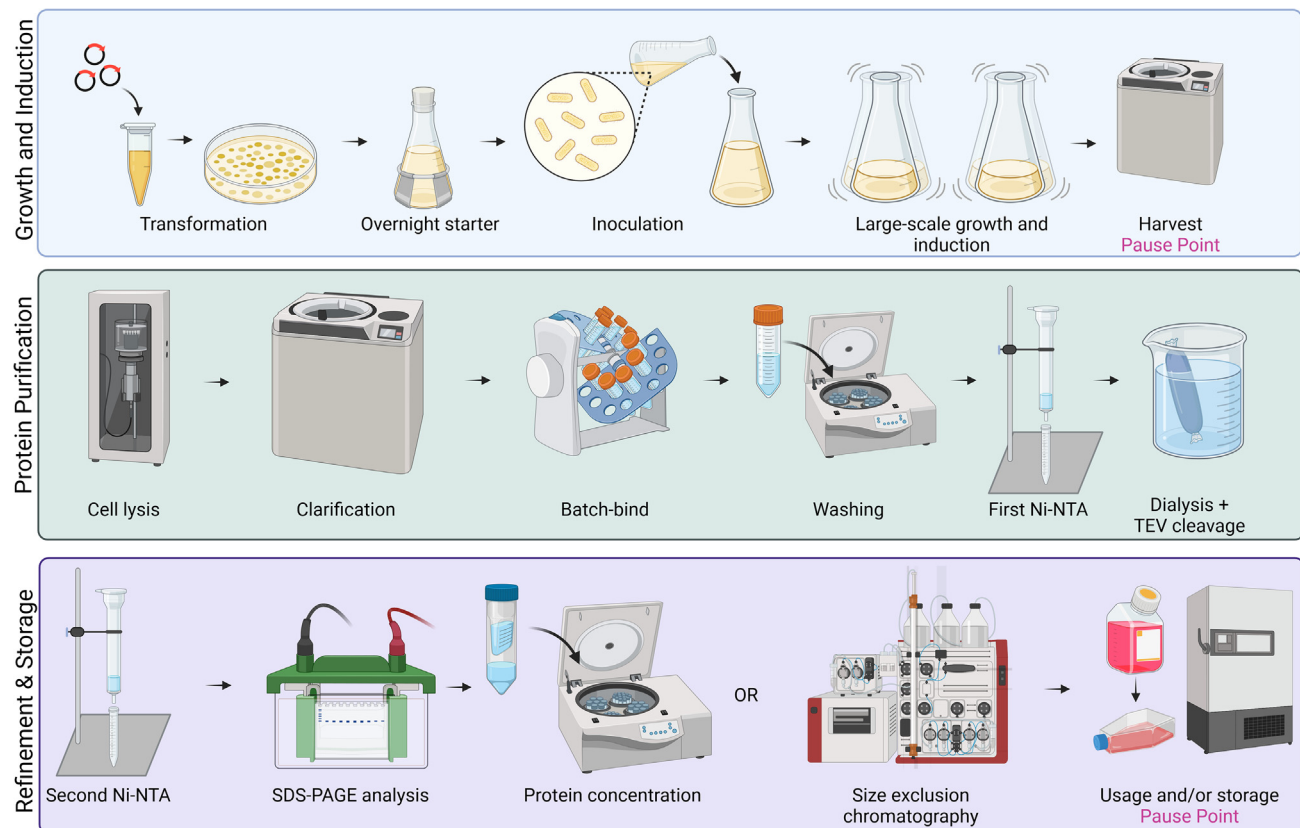 Growth and Induction
Transformation
Overnight starter
Inoculation
Large-scale growth and
induction
Harvest
Pause Point
Protein Purification
Cell lysis
Clarification
Batch-bind
Washing
First Ni-NTA
Dialysis +
TEV cleavage
Refinement & Storage
Second Ni-NTA
SDS-PAGE analysis
Protein concentration
OR
Size exclusion
chromatography
Usage and/or storage
Pause Point